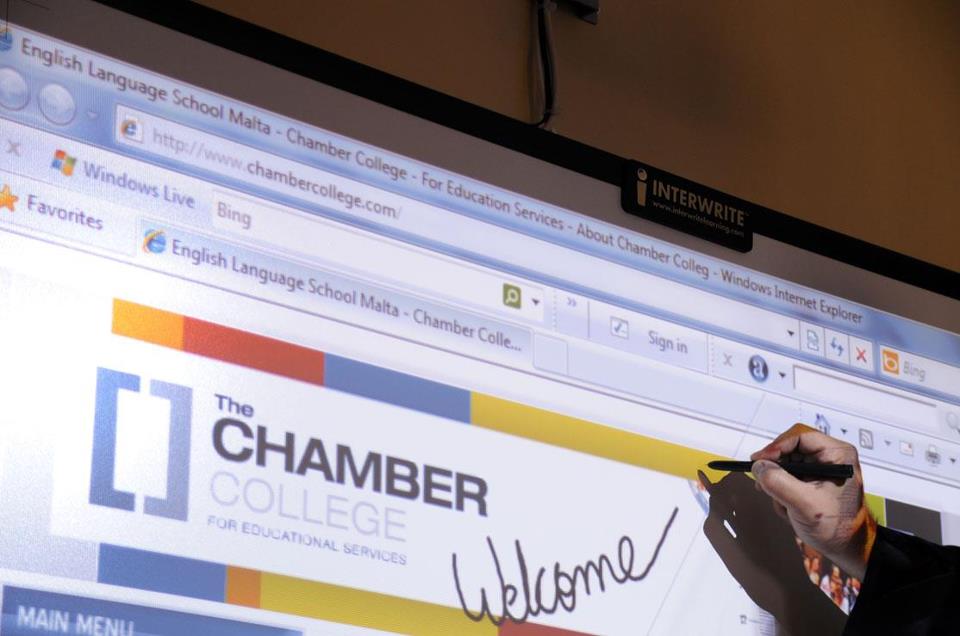 English Language School Malta - Chamber College - For Education Services - About Chamber Colleg - Windows Internet Explorer
INTERWRITE
www.interwritelearning.com
http://www.chambercollege.com/
Windows Live
Bing
Sign in
Bing
Favorites
English Language School Malta - Chamber Colle...
The
CHAMBER
COLLEGE
FOR EDUCATIONAL SERVICES
Welcome
MAIN MENU